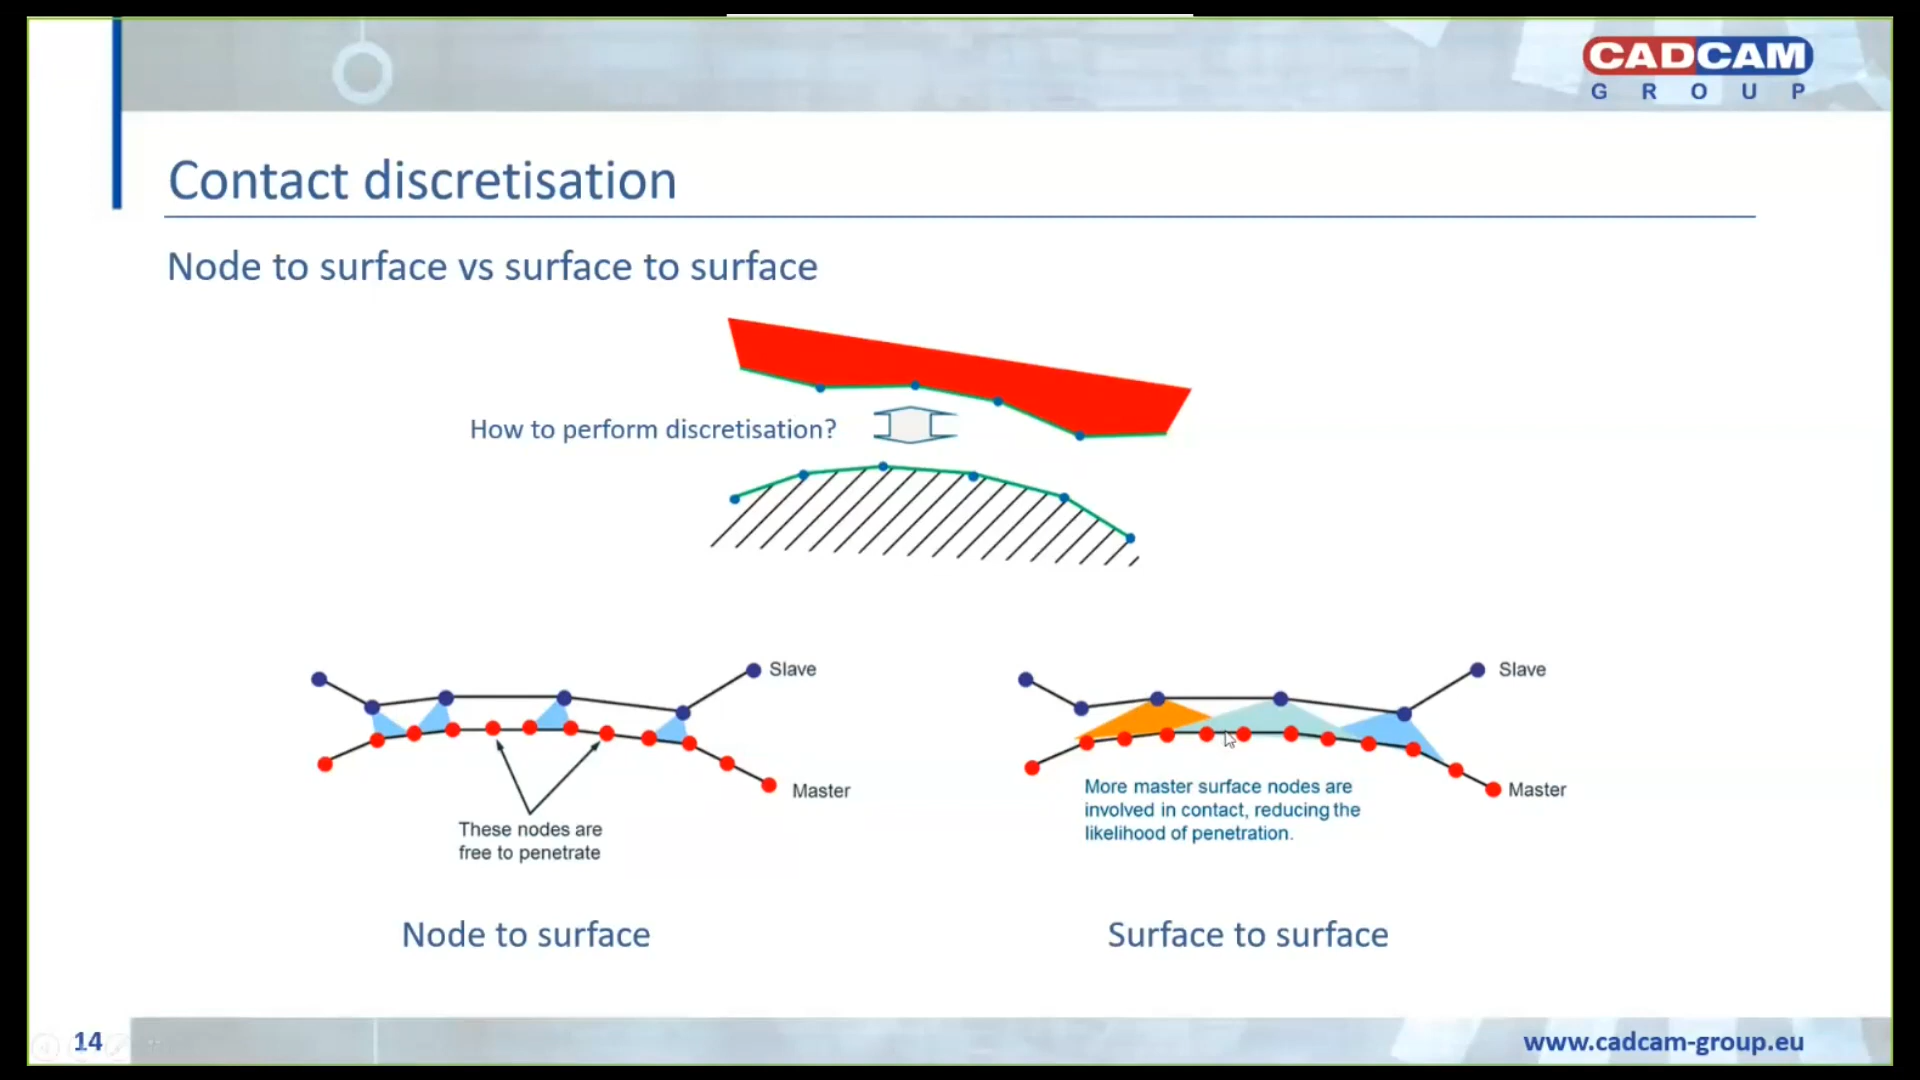 CADCAM
GROUP
Contact discretisation
Node to surface vs surface to surface
How to perform discretisation?
Slave
Master
These nodes are
free to penetrate
Node to surface
Slave
Master
More master surface nodes are
involved in contact, reducing the
likelihood of penetration.
Surface to surface
14
www.cadcam-group.eu